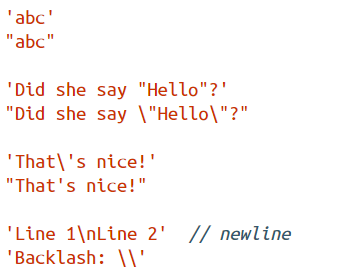 'abc'
"abc"
'Did she say "Hello"?'
"Did she say \"Hello\"?"
'That\'s nice!'
"That's nice!"
'Line 1\nLine 2'  // newline
'Backlash: \\'